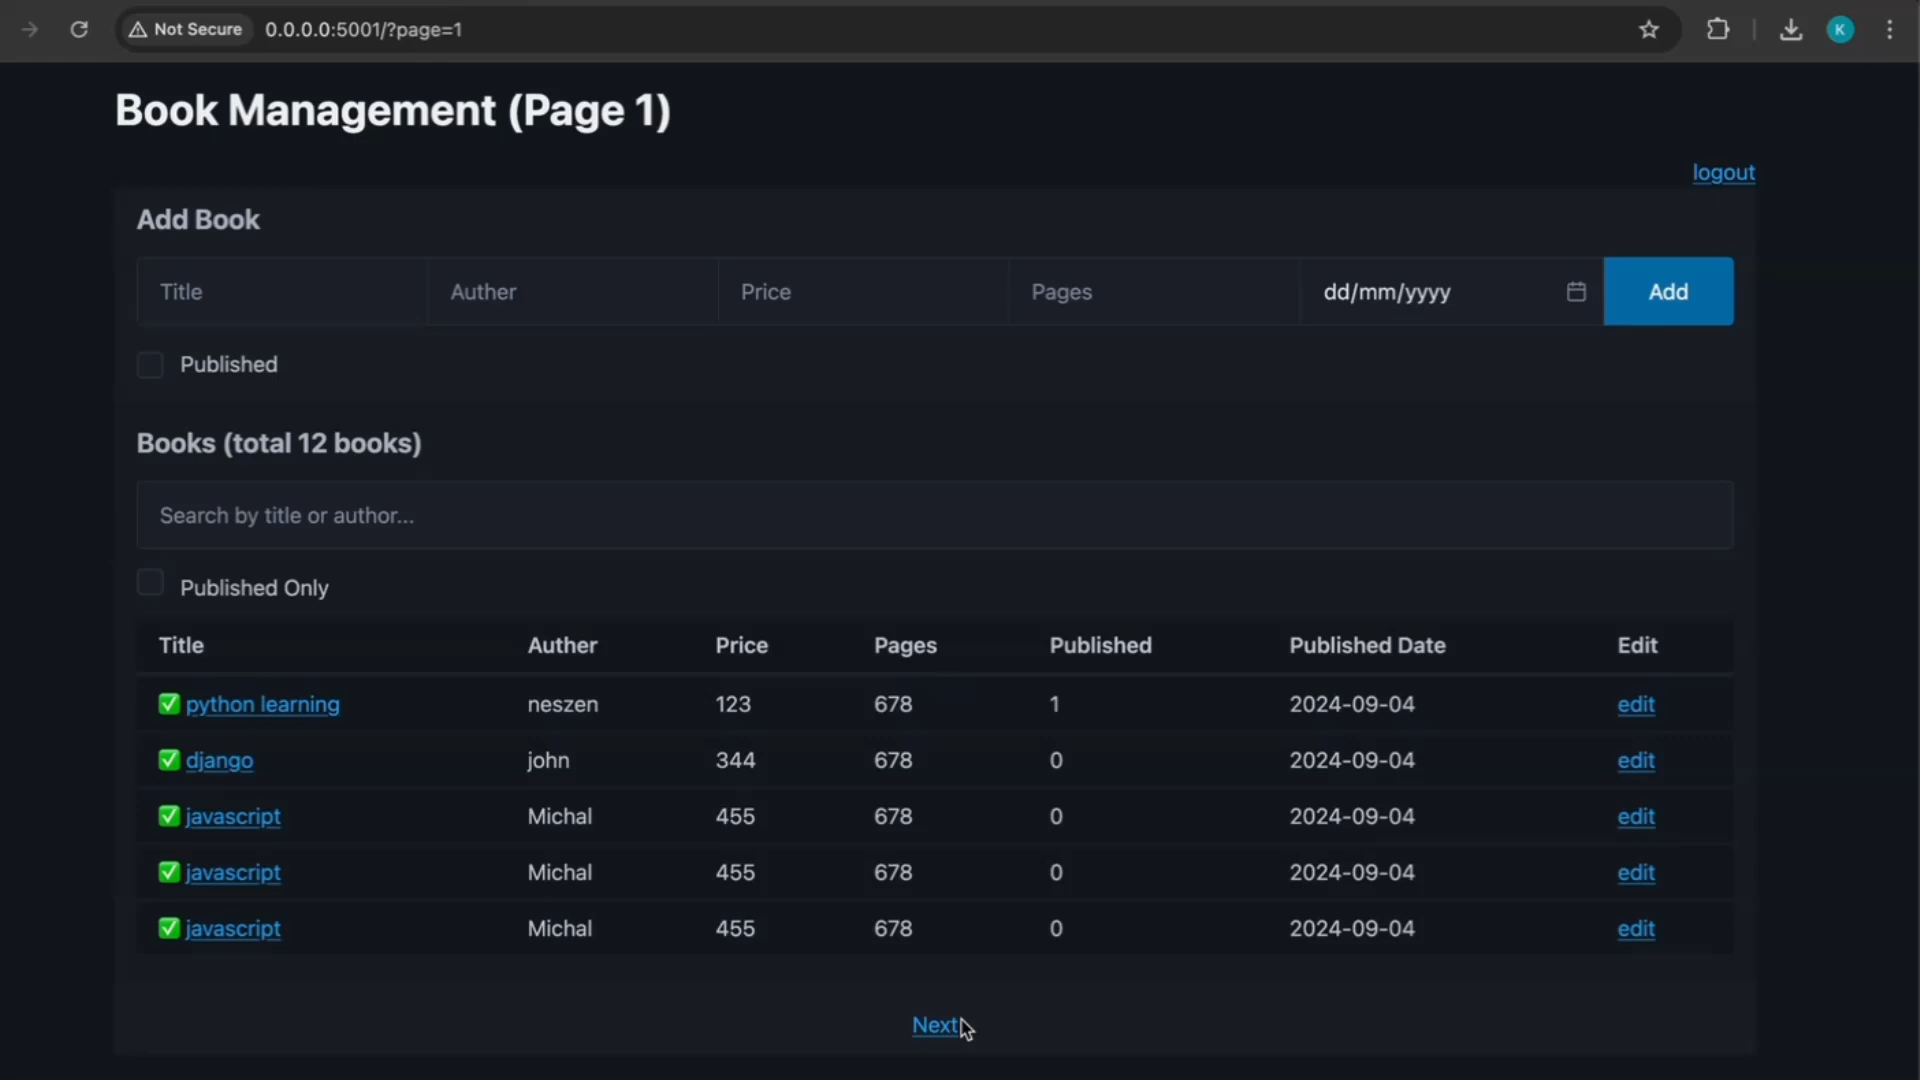 Not Secure 0.0.0.0:5001/?page=1 K
Book Management (Page 1)
logout
Add Book
Title Auther Price Pages dd/mm/yyyy Add
Published
Books (total 12 books)
Search by title or author...
Published Only
Title Auther Price Pages Published Published Date Edit
✅ python learning neszen 123 678 1 2024-09-04 edit
✅ django john 344 678 0 2024-09-04 edit
✅ javascript Michal 455 678 0 2024-09-04 edit
✅ javascript Michal 455 678 0 2024-09-04 edit
✅ javascript Michal 455 678 0 2024-09-04 edit
Next